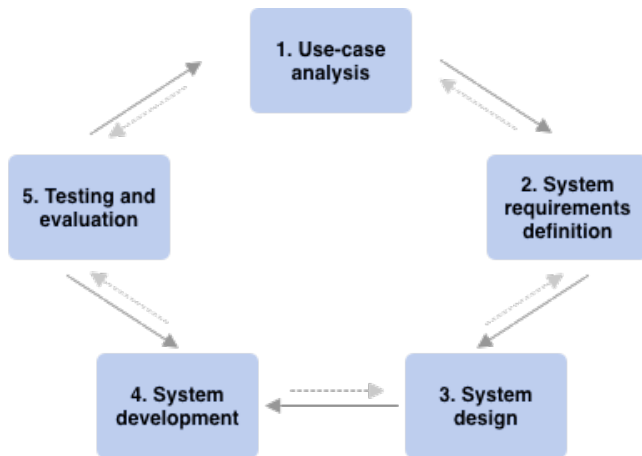 1. Use-case
analysis
2. System
requirements
definition
3. System
design
4. System
development
5. Testing and
evaluation